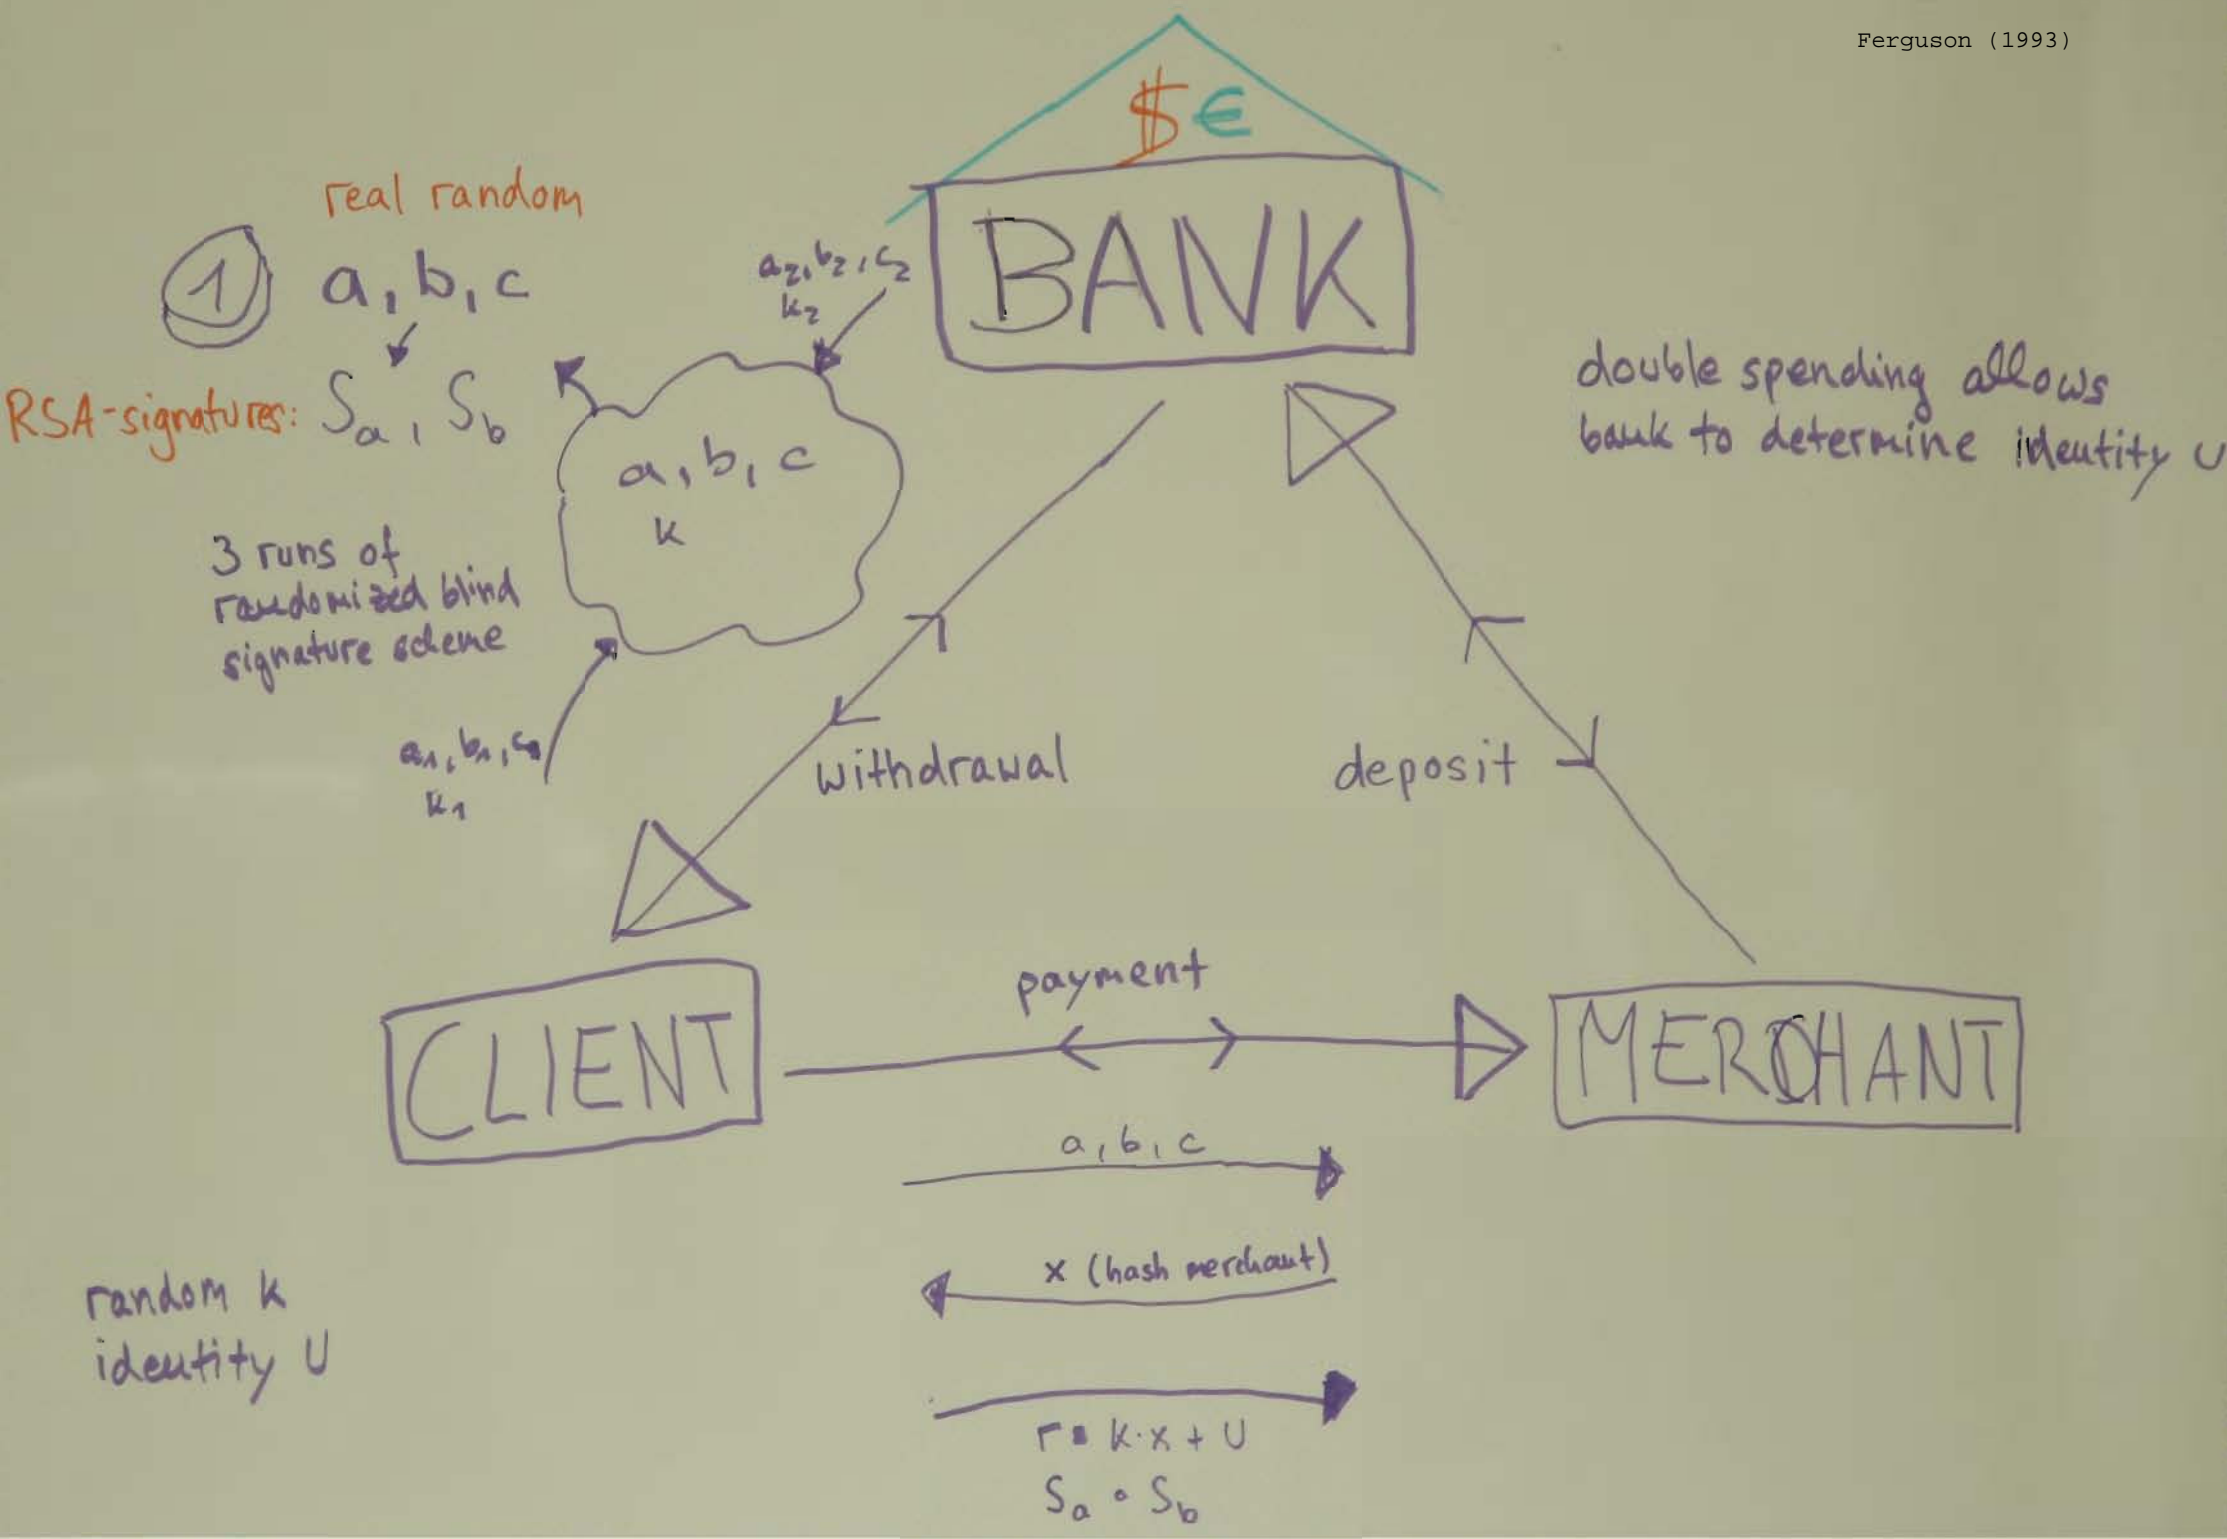 Ferguson (1993)
$ €
BANK
real random
1
a, b, c
RSA-signatures: Sa, Sb
a2, b2, c2
k2
a, b, c
k
3 runs of
randomized blind
signature scheme
a1, b1, c1
k1
double spending allows
bank to determine identity U
withdrawal
deposit
CLIENT
payment
MERCHANT
a, b, c
x (hash merchant)
r = k·x + U
Sa • Sb
random k
identity U